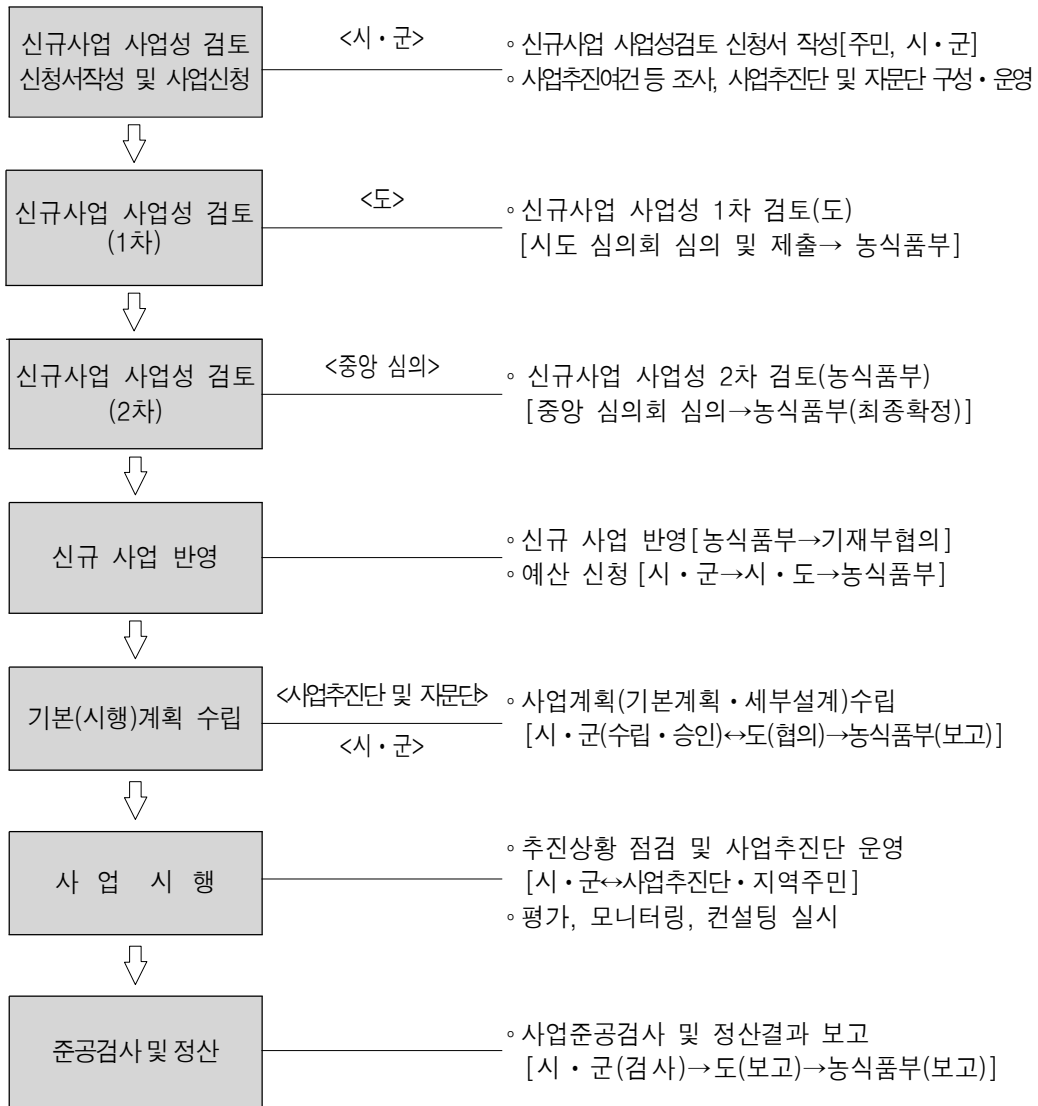 신규사업 사업성 검토
신청서작성 및 사업신청
<시・군>
◦신규사업 사업성검토 신청서 작성[주민, 시・군]
◦사업추진여건 등 조사, 사업추진단 및 자문단 구성・운영
신규사업 사업성 검토
(1차)
<도>
◦신규사업 사업성 1차 검토(도)
[시도 심의회 심의 및 제출→ 농식품부]
신규사업 사업성 검토
(2차)
<중앙 심의>
◦ 신규사업 사업성 2차 검토(농식품부)
[중앙 심의회 심의→농식품부(최종확정)]
신규 사업 반영
◦신규 사업 반영[농식품부→기재부협의]
◦예산 신청 [시・군→시・도→농식품부]
기본(시행)계획 수립
<사업추진단 및 자문단>
<시・군>
◦사업계획(기본계획・세부설계)수립
[시・군(수립・승인)↔도(협의)→농식품부(보고)]
사 업 시 행
◦추진상황 점검 및 사업추진단 운영
[시・군↔사업추진단・지역주민]
◦평가, 모니터링, 컨설팅 실시
준공검사 및 정산
◦사업준공검사 및 정산결과 보고
[시・군(검사)→도(보고)→농식품부(보고)]